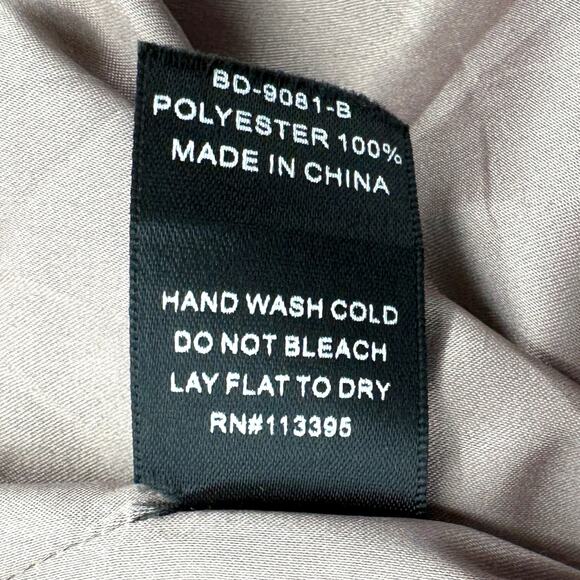 BD-9081-B
POLYESTER 100%
MADE IN CHINA
HAND WASH COLD
DO NOT BLEACH
LAY FLAT TO DRY
RN#113395